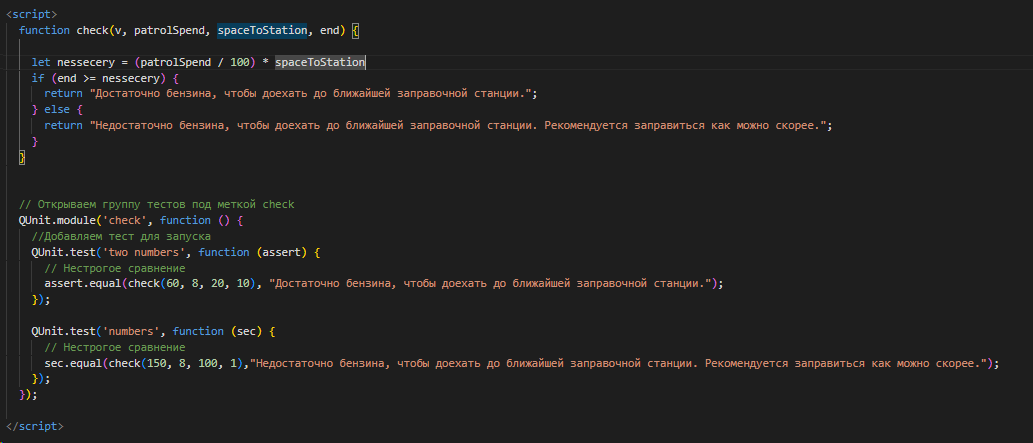 <script>
function check(v, patrolSpend, spaceToStation, end) {
let nessecery = (patrolSpend / 100) * spaceToStation
if (end >= nessecery) {
return "Достаточно бензина, чтобы доехать до ближайшей заправочной станции.";
} else {
return "Недостаточно бензина, чтобы доехать до ближайшей заправочной станции. Рекомендуется заправиться как можно скорее.";
}
}
// Открываем группу тестов под меткой check
QUnit.module('check', function () {
//Добавляем тест для запуска
QUnit.test('two numbers', function (assert) {
// Нестрогое сравнение
assert.equal(check(60, 8, 20, 10), "Достаточно бензина, чтобы доехать до ближайшей заправочной станции.");
});
QUnit.test('numbers', function (sec) {
// Нестрогое сравнение
sec.equal(check(150, 8, 100, 1),"Недостаточно бензина, чтобы доехать до ближайшей заправочной станции. Рекомендуется заправиться как можно скорее.");
});
});
</script>